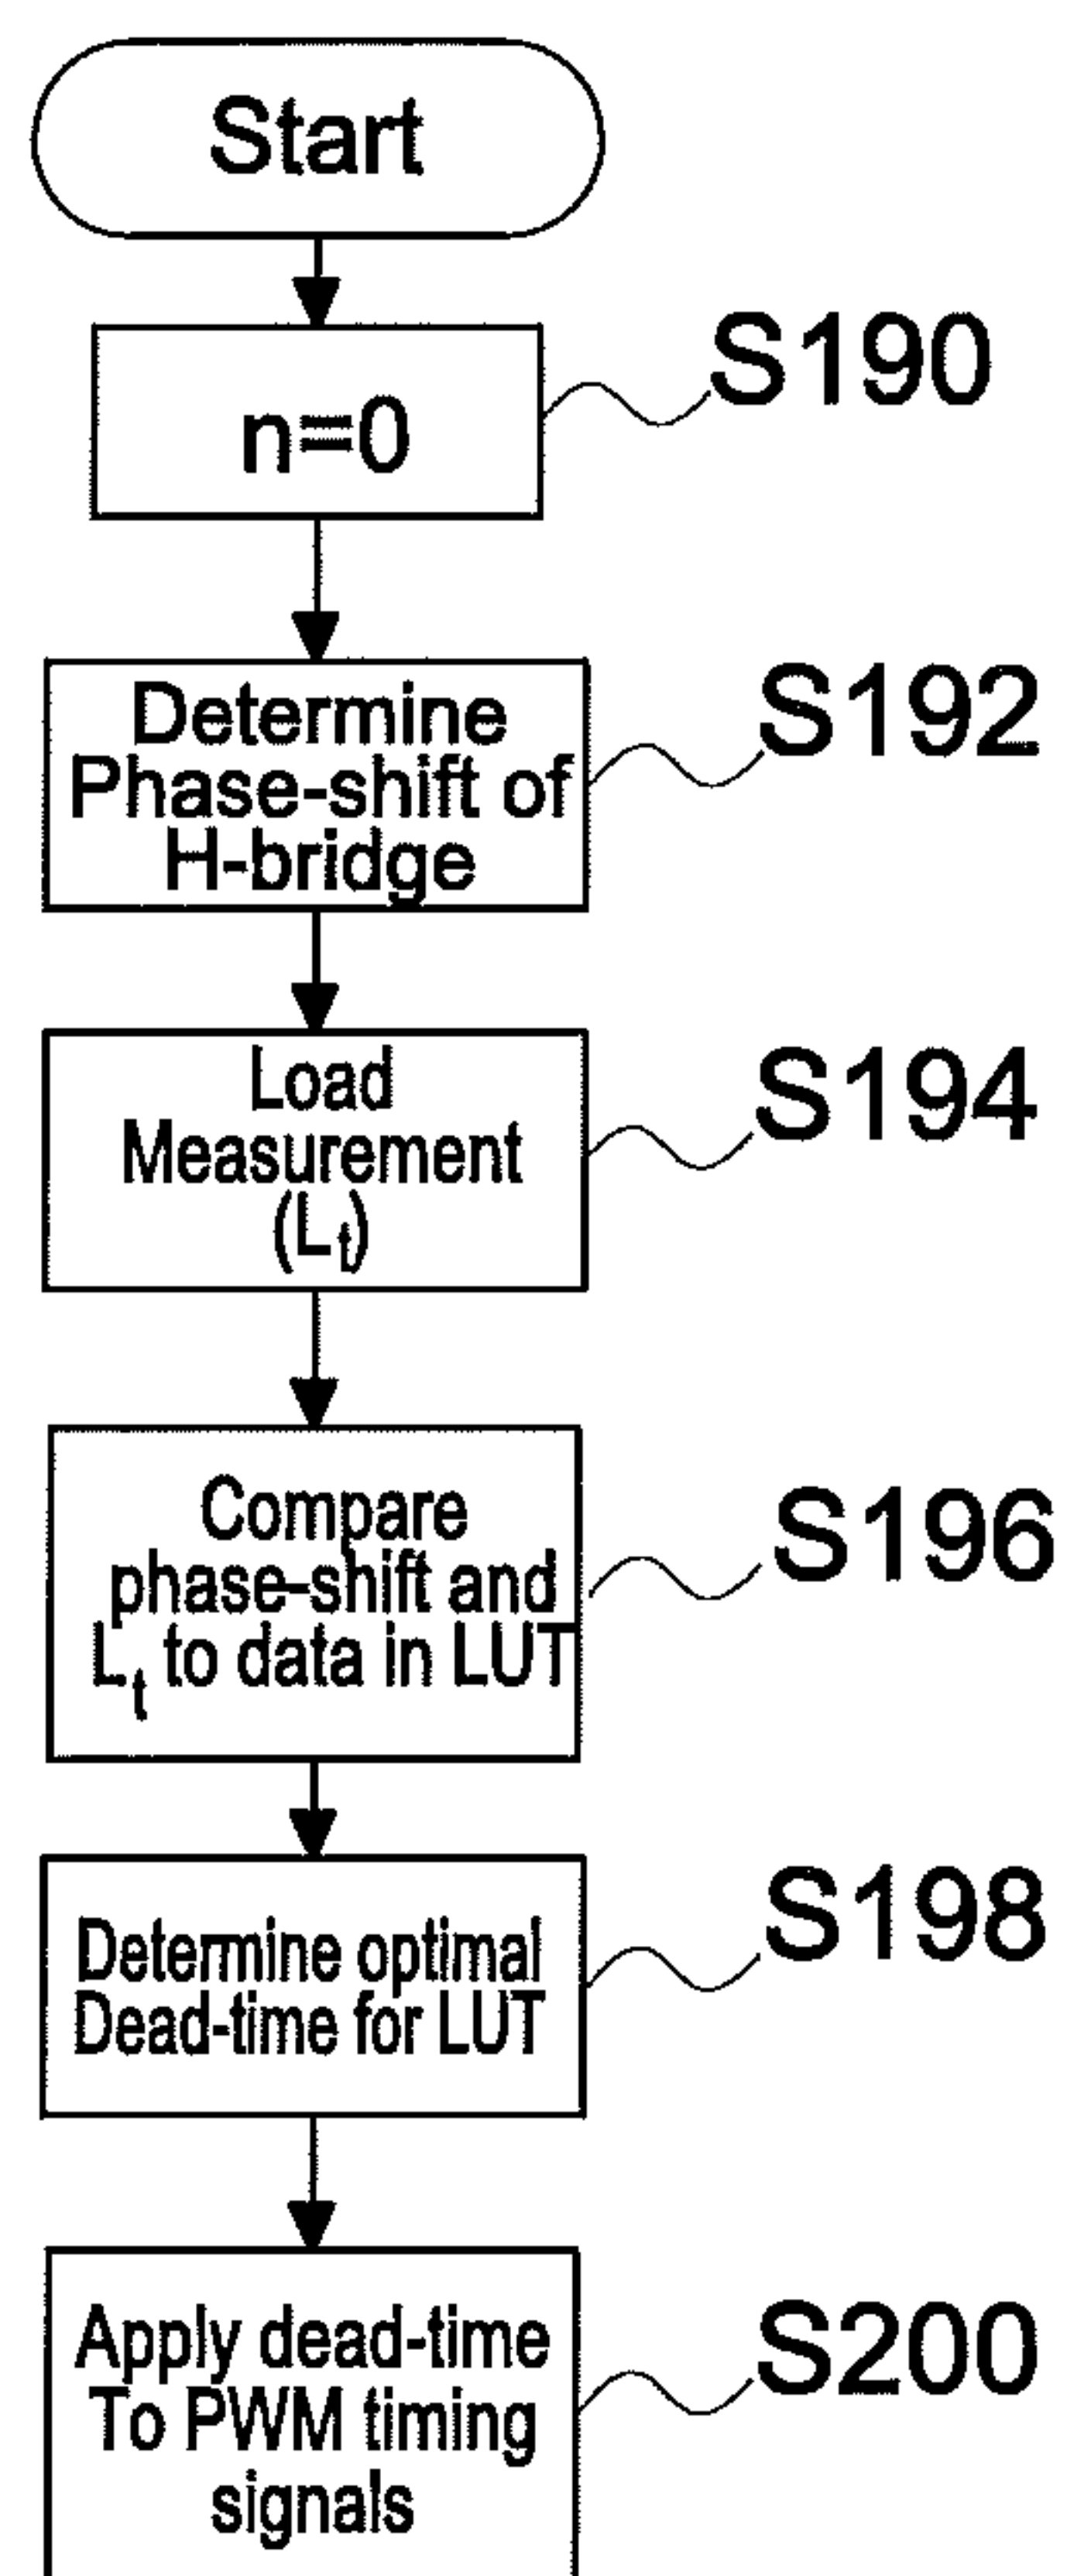 Start
n=0
S190
Determine
Phase-shift of
H-bridge
S192
Load
Measurement
(Lt)
S194
Compare
phase-shift and
Lt to data in LUT
S196
Determine optimal
Dead-time for LUT
S198
Apply dead-time
To PWM timing
signals
S200